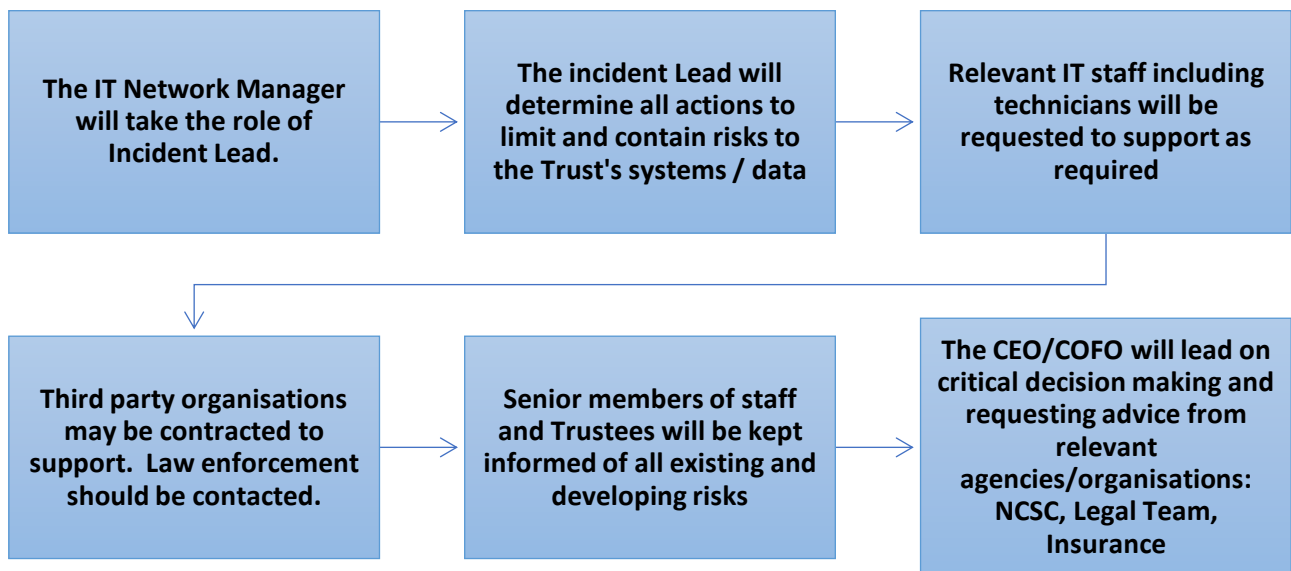 The IT Network Manager
will take the role of
Incident Lead.
The incident Lead will
determine all actions to
limit and contain risks to
the Trust's systems / data
Relevant IT staff including
technicians will be
requested to support as
required
Third party organisations
may be contracted to
support.  Law enforcement
should be contacted.
Senior members of staff
and Trustees will be kept
informed of all existing and
developing risks
The CEO/COFO will lead on
critical decision making and
requesting advice from
relevant
agencies/organisations:
NCSC, Legal Team,
Insurance